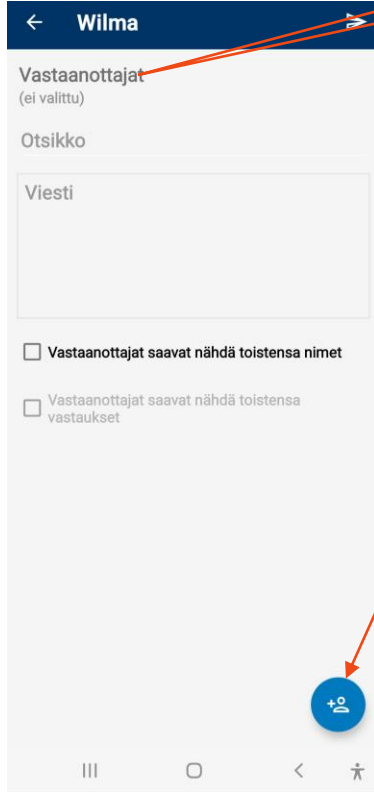 Wilma
Vastaanottajat
(ei valittu)
Otsikko
Viesti
Vastaanottajat saavat nähdä toistensa nimet
Vastaanottajat saavat nähdä toistensa
vastaukset